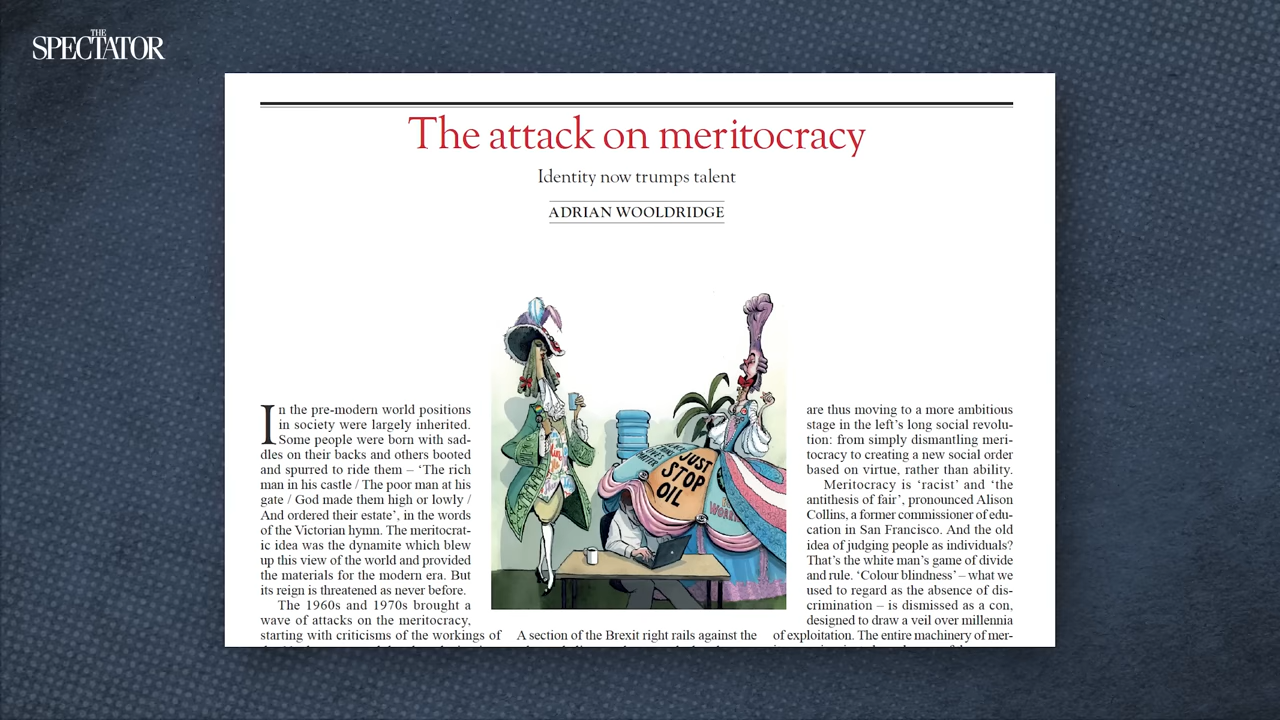 THE
SPECTATOR
The attack on meritocracy
Identity now trumps talent
ADRIAN WOOLDRIDGE
In the pre-modern world positions
in society were largely inherited.
Some people were born with sad-
dles on their backs and others booted
and spurred to ride them – ‘The rich
man in his castle / The poor man at his
gate / God made them high or lowly /
And ordered their estate’, in the words
of the Victorian hymn. The meritocrat-
ic idea was the dynamite which blew
up this view of the world and provided
the materials for the modern era. But
its reign is threatened as never before.
The 1960s and 1970s brought a
wave of attacks on the meritocracy,
starting with criticisms of the workings of
JUST
STOP
OIL
A section of the Brexit right rails against the
are thus moving to a more ambitious
stage in the left’s long social revolu-
tion: from simply dismantling meri-
tocracy to creating a new social order
based on virtue, rather than ability.
Meritocracy is ‘racist’ and ‘the
antithesis of fair’, pronounced Alison
Collins, a former commissioner of edu-
cation in San Francisco. And the old
idea of judging people as individuals?
That’s the white man’s game of divide
and rule. ‘Colour blindness’ – what we
used to regard as the absence of dis-
crimination – is dismissed as a con,
designed to draw a veil over millennia
of exploitation. The entire machinery of mer-